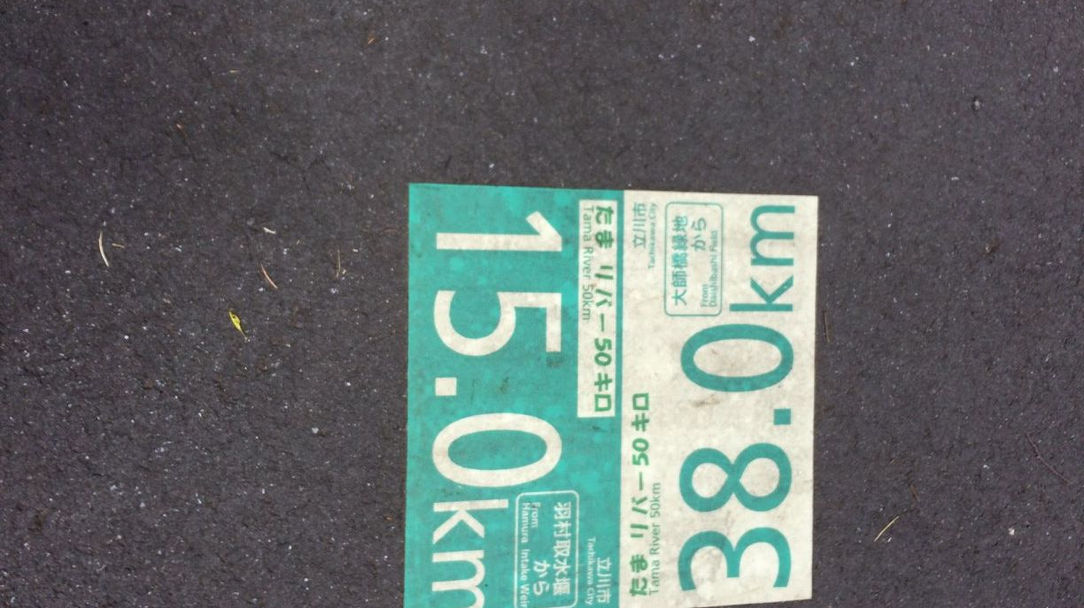 たまリバー50キロ
Tama River 50km
15.0km
羽村取水堰
から
From
Hamura Intake Weir
立川市
Tachikawa City
たまリバー50キロ
Tama River 50km
38.0km
大師橋緑地
から
From
Daishibashi Field
立川市
Tachikawa City